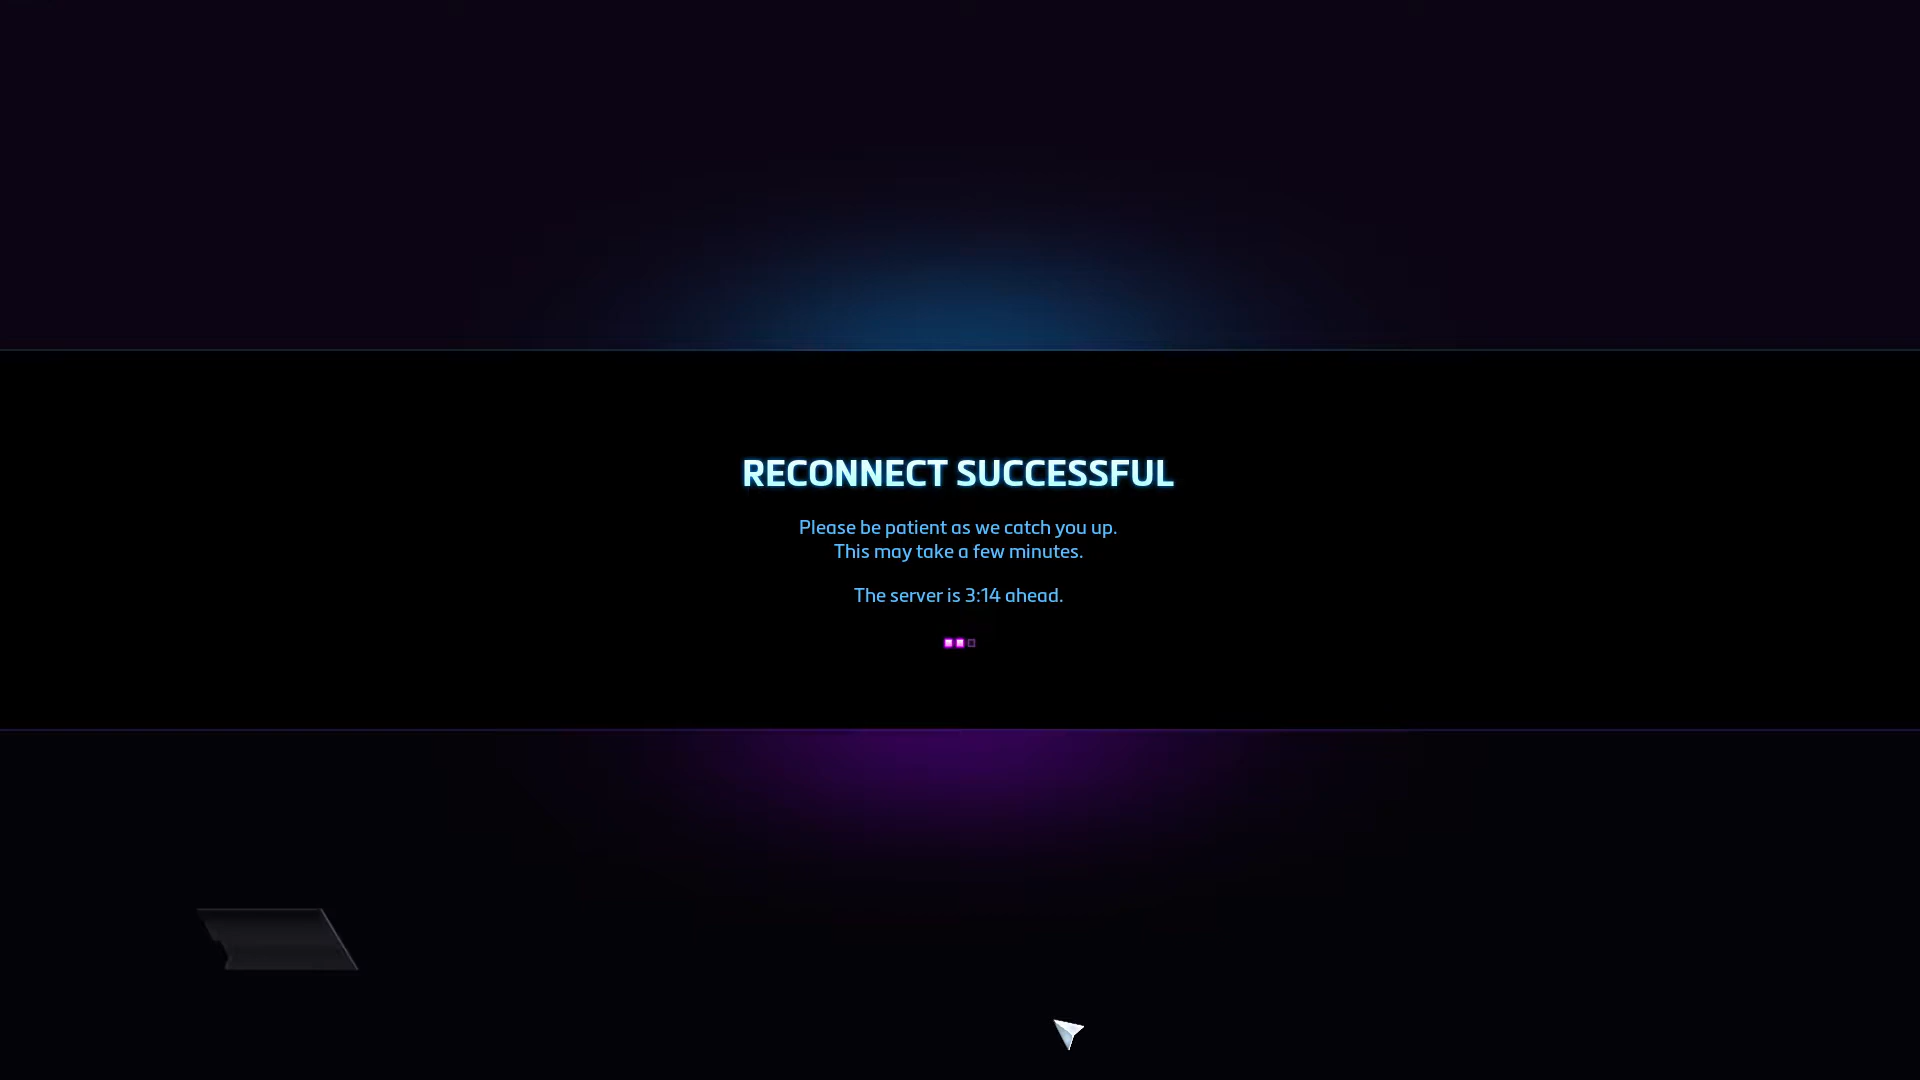 RECONNECT SUCCESSFUL
Please be patient as we catch you up.
This may take a few minutes.
The server is 3:14 ahead.